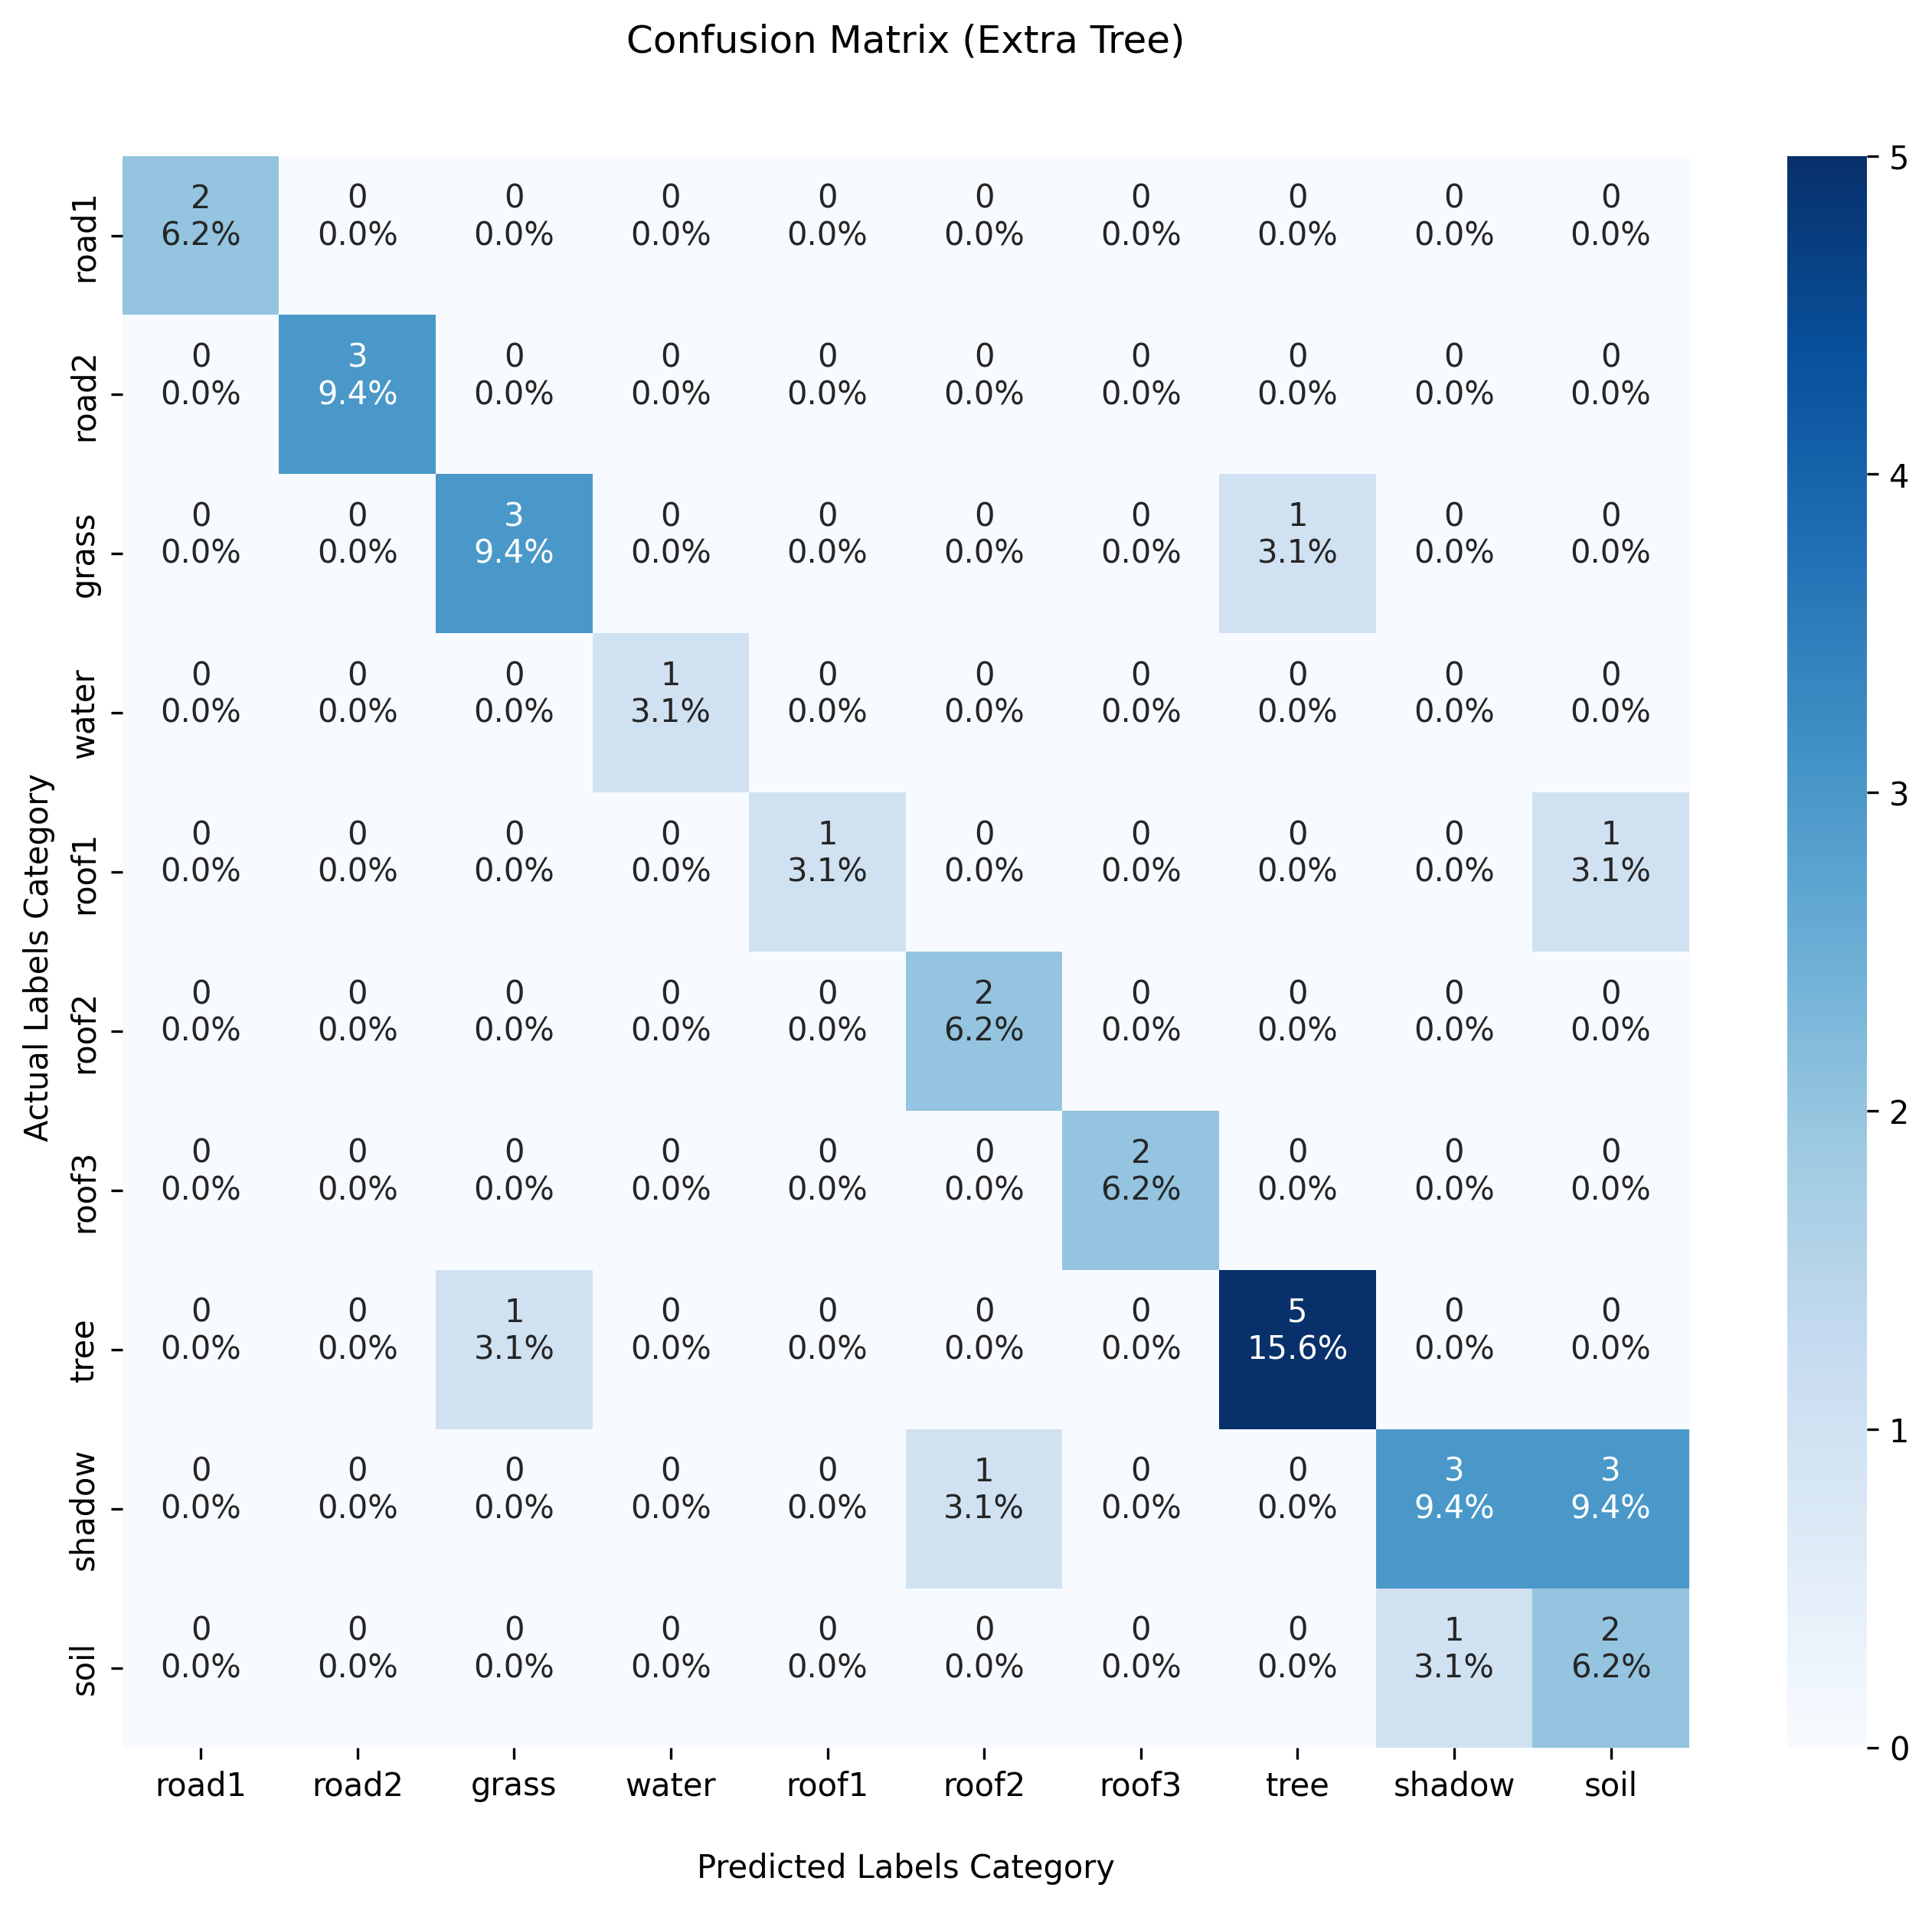 Confusion Matrix (Extra Tree)
Actual Labels Category
road1
2 0 0 0 0 0 0 0 0 0
6.2% 0.0% 0.0% 0.0% 0.0% 0.0% 0.0% 0.0% 0.0% 0.0%
road2
0 3 0 0 0 0 0 0 0 0
0.0% 9.4% 0.0% 0.0% 0.0% 0.0% 0.0% 0.0% 0.0% 0.0%
grass
0 0 3 0 0 0 0 1 0 0
0.0% 0.0% 9.4% 0.0% 0.0% 0.0% 0.0% 3.1% 0.0% 0.0%
water
0 0 0 1 0 0 0 0 0 0
0.0% 0.0% 0.0% 3.1% 0.0% 0.0% 0.0% 0.0% 0.0% 0.0%
roof1
0 0 0 0 1 0 0 0 0 1
0.0% 0.0% 0.0% 0.0% 3.1% 0.0% 0.0% 0.0% 0.0% 3.1%
roof2
0 0 0 0 0 2 0 0 0 0
0.0% 0.0% 0.0% 0.0% 0.0% 6.2% 0.0% 0.0% 0.0% 0.0%
roof3
0 0 0 0 0 0 2 0 0 0
0.0% 0.0% 0.0% 0.0% 0.0% 0.0% 6.2% 0.0% 0.0% 0.0%
tree
0 0 1 0 0 0 0 5 0 0
0.0% 0.0% 3.1% 0.0% 0.0% 0.0% 0.0% 15.6% 0.0% 0.0%
shadow
0 0 0 0 0 1 0 0 3 3
0.0% 0.0% 0.0% 0.0% 0.0% 3.1% 0.0% 0.0% 9.4% 9.4%
soil
0 0 0 0 0 0 0 0 1 2
0.0% 0.0% 0.0% 0.0% 0.0% 0.0% 0.0% 0.0% 3.1% 6.2%
road1 road2 grass water roof1 roof2 roof3 tree shadow soil
Predicted Labels Category
5
4
3
2
1
0